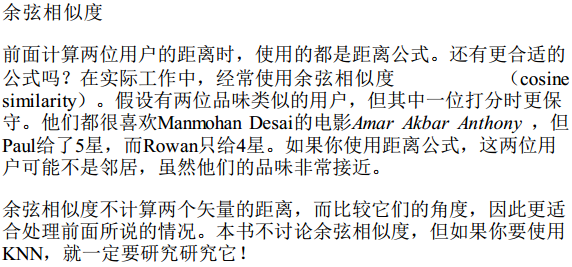 余弦相似度
前面计算两位用户的距离时，使用的都是距离公式。还有更合适的
公式吗？在实际工作中，经常使用余弦相似度 （cosine
similarity）。假设有两位品味类似的用户，但其中一位打分时更保
守。他们都很喜欢Manmohan Desai的电影Amar Akbar Anthony ，但
Paul给了5星，而Rowan只给4星。如果你使用距离公式，这两位用
户可能不是邻居，虽然他们的品味非常接近。
余弦相似度不计算两个矢量的距离，而比较它们的角度，因此更适
合处理前面所说的情况。本书不讨论余弦相似度，但如果你要使用
KNN，就一定要研究研究它！